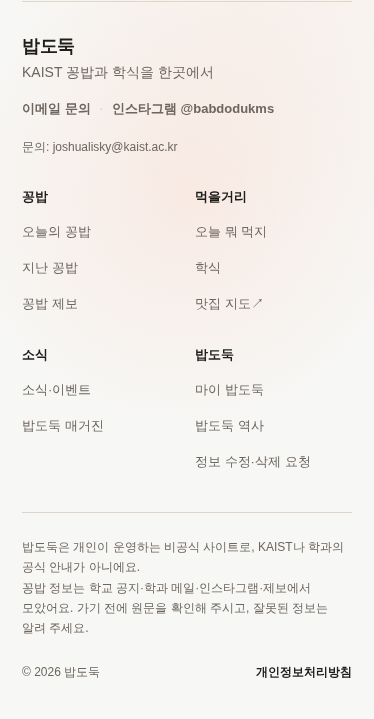 밥도둑
KAIST 꽁밥과 학식을 한곳에서
이메일 문의 · 인스타그램 @babdodukms
문의: joshualisky@kaist.ac.kr
꽁밥
오늘의 꽁밥
지난 꽁밥
꽁밥 제보
먹을거리
오늘 뭐 먹지
학식
맛집 지도↗
소식
소식·이벤트
밥도둑 매거진
밥도둑
마이 밥도둑
밥도둑 역사
정보 수정·삭제 요청
밥도둑은 개인이 운영하는 비공식 사이트로, KAIST나 학과의
공식 안내가 아니에요.
꽁밥 정보는 학교 공지·학과 메일·인스타그램·제보에서
모았어요. 가기 전에 원문을 확인해 주시고, 잘못된 정보는
알려 주세요.
© 2026 밥도둑
개인정보처리방침